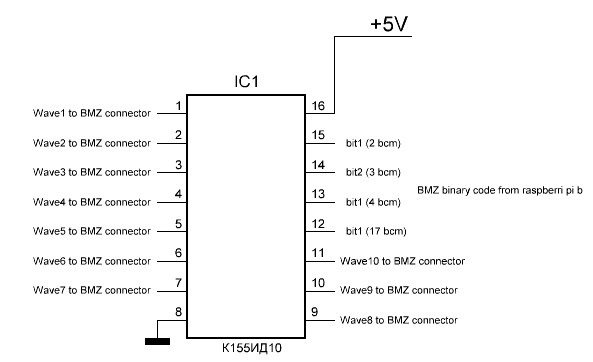 +5V
IC1
Wave1 to BMZ connector 1 16
Wave2 to BMZ connector 2 15 bit1 (2 bcm)
Wave3 to BMZ connector 3 14 bit2 (3 bcm)
BMZ binary code from raspberri pi b
Wave4 to BMZ connector 4 13 bit1 (4 bcm)
Wave5 to BMZ connector 5 12 bit1 (17 bcm)
Wave6 to BMZ connector 6 11 Wave10 to BMZ connector
Wave7 to BMZ connector 7 10 Wave9 to BMZ connector
8 9 Wave8 to BMZ connector
К155ИД10